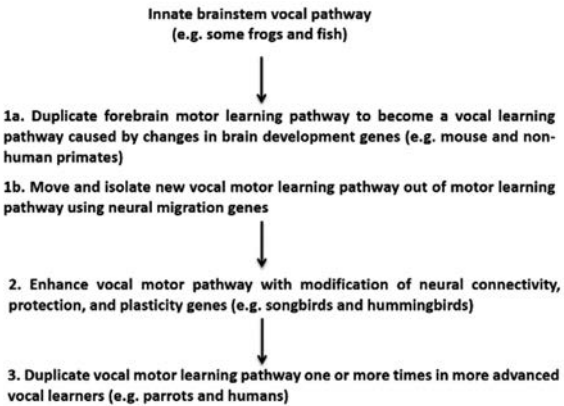 Innate brainstem vocal pathway
(e.g. some frogs and fish)
1a. Duplicate forebrain motor learning pathway to become a vocal learning
pathway caused by changes in brain development genes (e.g. mouse and non-
human primates)
1b. Move and isolate new vocal motor learning pathway out of motor learning
pathway using neural migration genes
2. Enhance vocal motor pathway with modification of neural connectivity,
protection, and plasticity genes (e.g. songbirds and hummingbirds)
3. Duplicate vocal motor learning pathway one or more times in more advanced
vocal learners (e.g. parrots and humans)